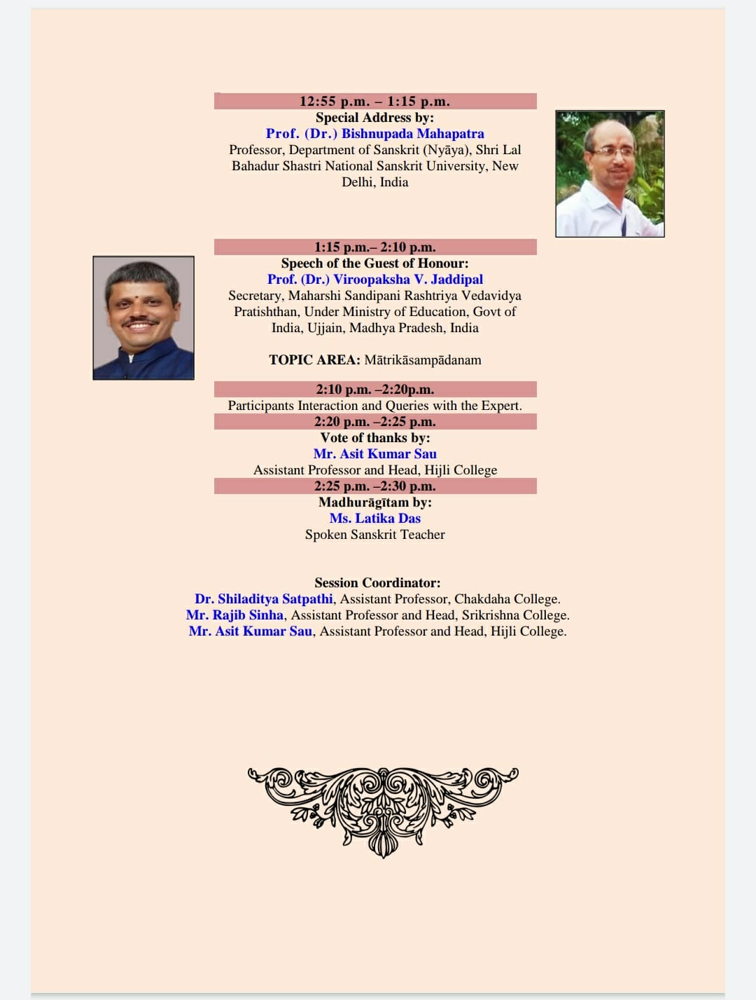 12:55 p.m. – 1:15 p.m.
Special Address by:
Prof. (Dr.) Bishnupada Mahapatra
Professor, Department of Sanskrit (Nyāya), Shri Lal
Bahadur Shastri National Sanskrit University, New
Delhi, India
1:15 p.m.– 2:10 p.m.
Speech of the Guest of Honour:
Prof. (Dr.) Viroopaksha V. Jaddipal
Secretary, Maharshi Sandipani Rashtriya Vedavidya
Pratishthan, Under Ministry of Education, Govt of
India, Ujjain, Madhya Pradesh, India
TOPIC AREA: Mātrikāsampādanam
2:10 p.m. –2:20p.m.
Participants Interaction and Queries with the Expert.
2:20 p.m. –2:25 p.m.
Vote of thanks by:
Mr. Asit Kumar Sau
Assistant Professor and Head, Hijli College
2:25 p.m. –2:30 p.m.
Madhurāgītam by:
Ms. Latika Das
Spoken Sanskrit Teacher
Session Coordinator:
Dr. Shiladitya Satpathi, Assistant Professor, Chakdaha College.
Mr. Rajib Sinha, Assistant Professor and Head, Srikrishna College.
Mr. Asit Kumar Sau, Assistant Professor and Head, Hijli College.